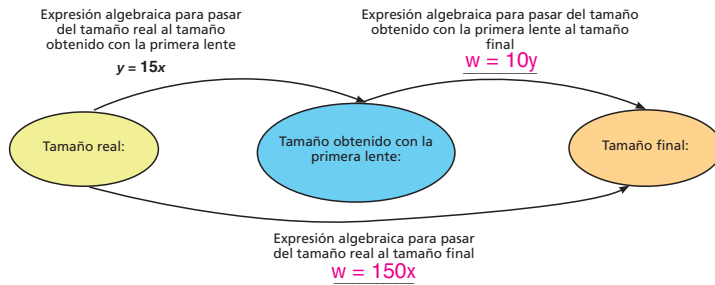 Expresión algebraica para pasar
del tamaño real al tamaño
obtenido con la primera lente
y = 15x
Expresión algebraica para pasar del tamaño
obtenido con la primera lente al tamaño
final
w = 10y
Tamaño real:
Tamaño obtenido con la
primera lente:
Tamaño final:
Expresión algebraica para pasar
del tamaño real al tamaño final
w = 150x